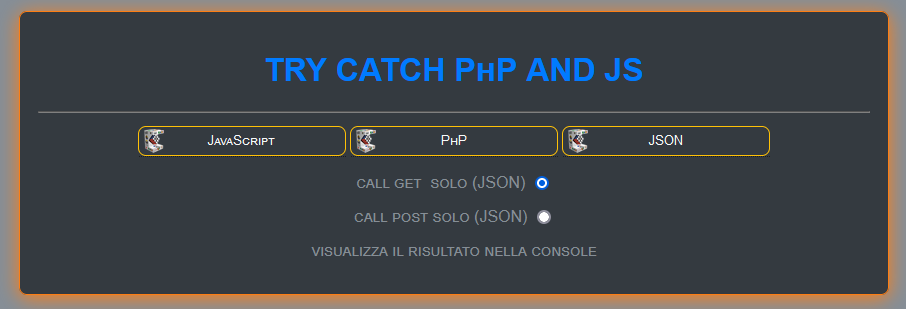 TRY CATCH PHP AND JS
JAVASCRIPT PHP JSON
CALL GET SOLO (JSON)
CALL POST SOLO (JSON)
VISUALIZZA IL RISULTATO NELLA CONSOLE